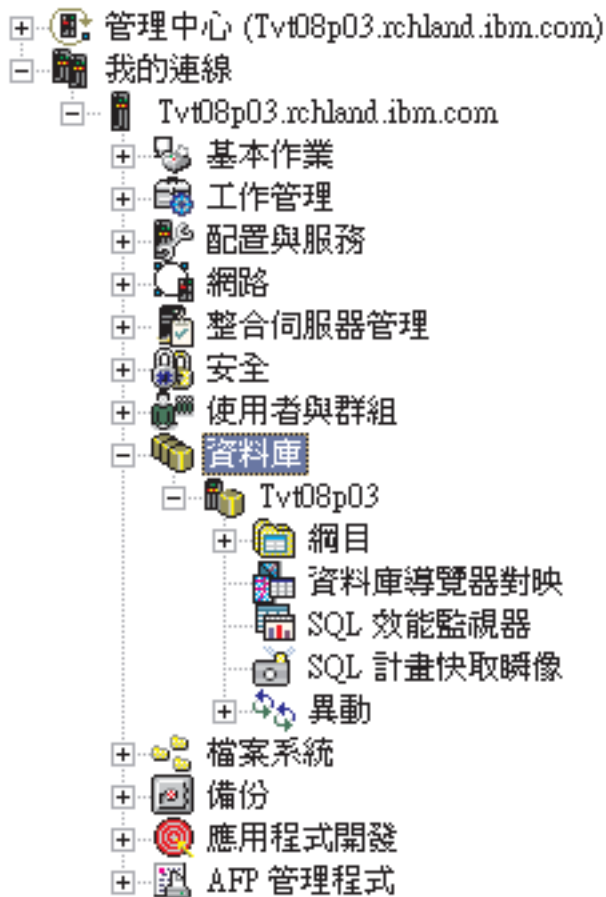 管理中心 (Tvt08p03.rchland.ibm.com)
我的連線
Tvt08p03.rchland.ibm.com
基本作業
工作管理
配置與服務
網路
整合伺服器管理
安全
使用者與群組
資料庫
Tvt08p03
綱目
資料庫導覽器對映
SQL 效能監視器
SQL 計畫快取瞬像
異動
檔案系統
備份
應用程式開發
AFP 管理程式